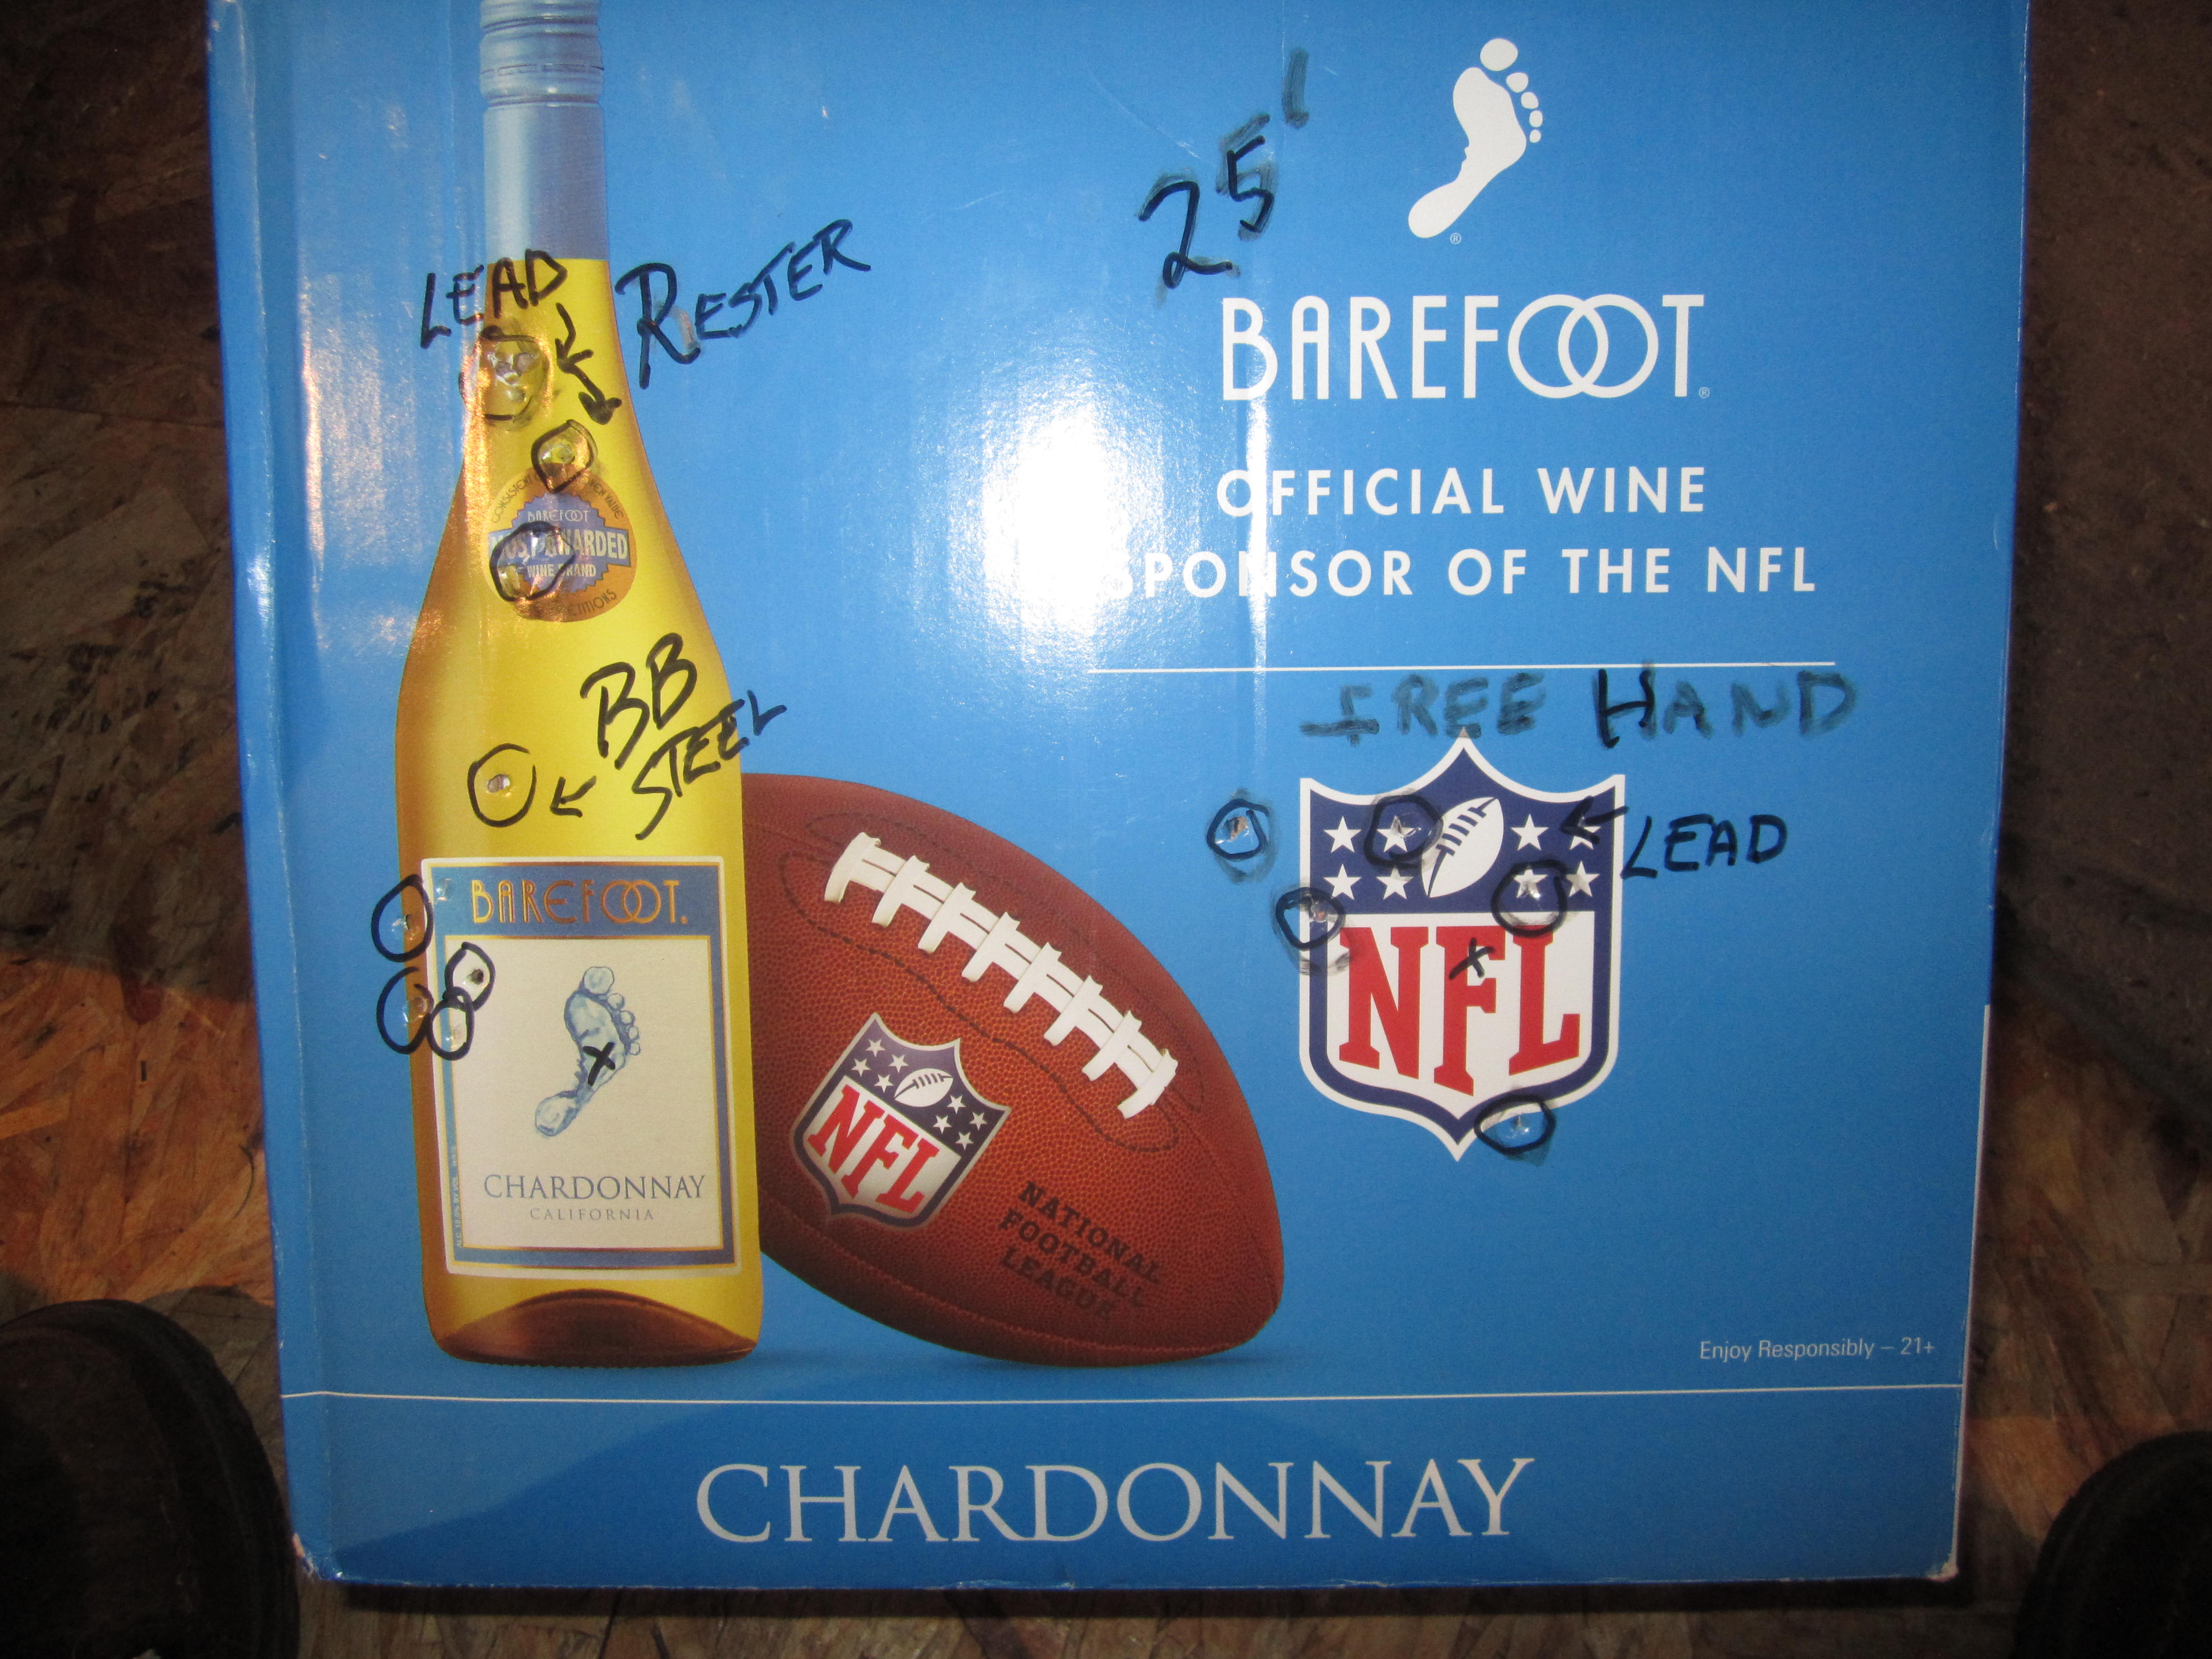 25'
LEAD
RESTER
BAREFOOT®
OFFICIAL WINE
SPONSOR OF THE NFL
BAREFOOT
MOST AWARDED
WINE BRAND
BB
STEEL
FREE HAND
LEAD
NFL
BAREFOOT.
CHARDONNAY
CALIFORNIA
NFL
NATIONAL
FOOTBALL
LEAGUE
Enjoy Responsibly – 21+
CHARDONNAY